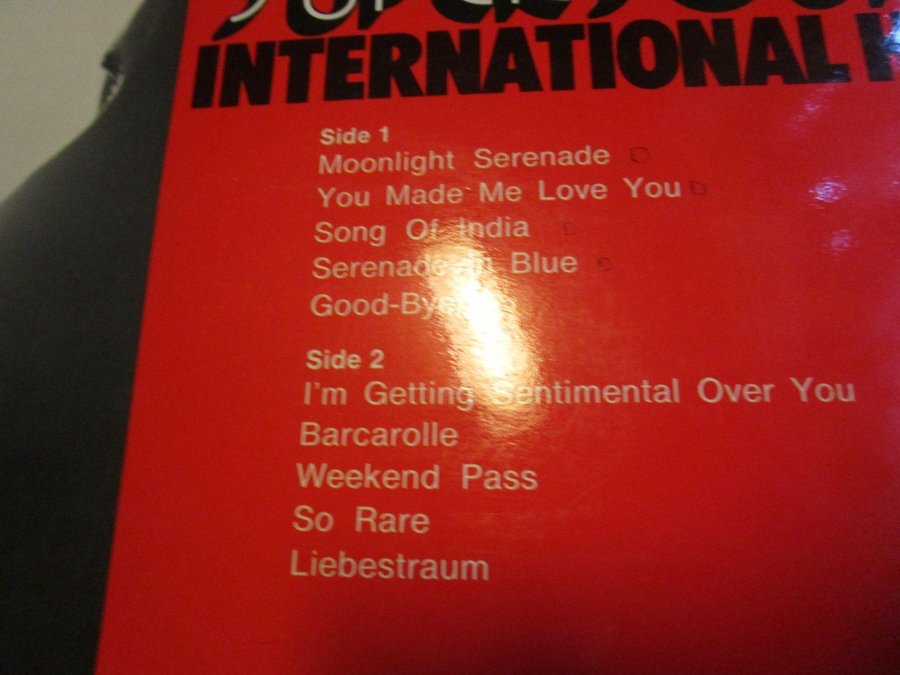 INTERNATIONAL
Side 1
Moonlight Serenade
You Made Me Love You
Song Of India
Serenade In Blue
Good-Bye
Side 2
I'm Getting Sentimental Over You
Barcarolle
Weekend Pass
So Rare
Liebestraum